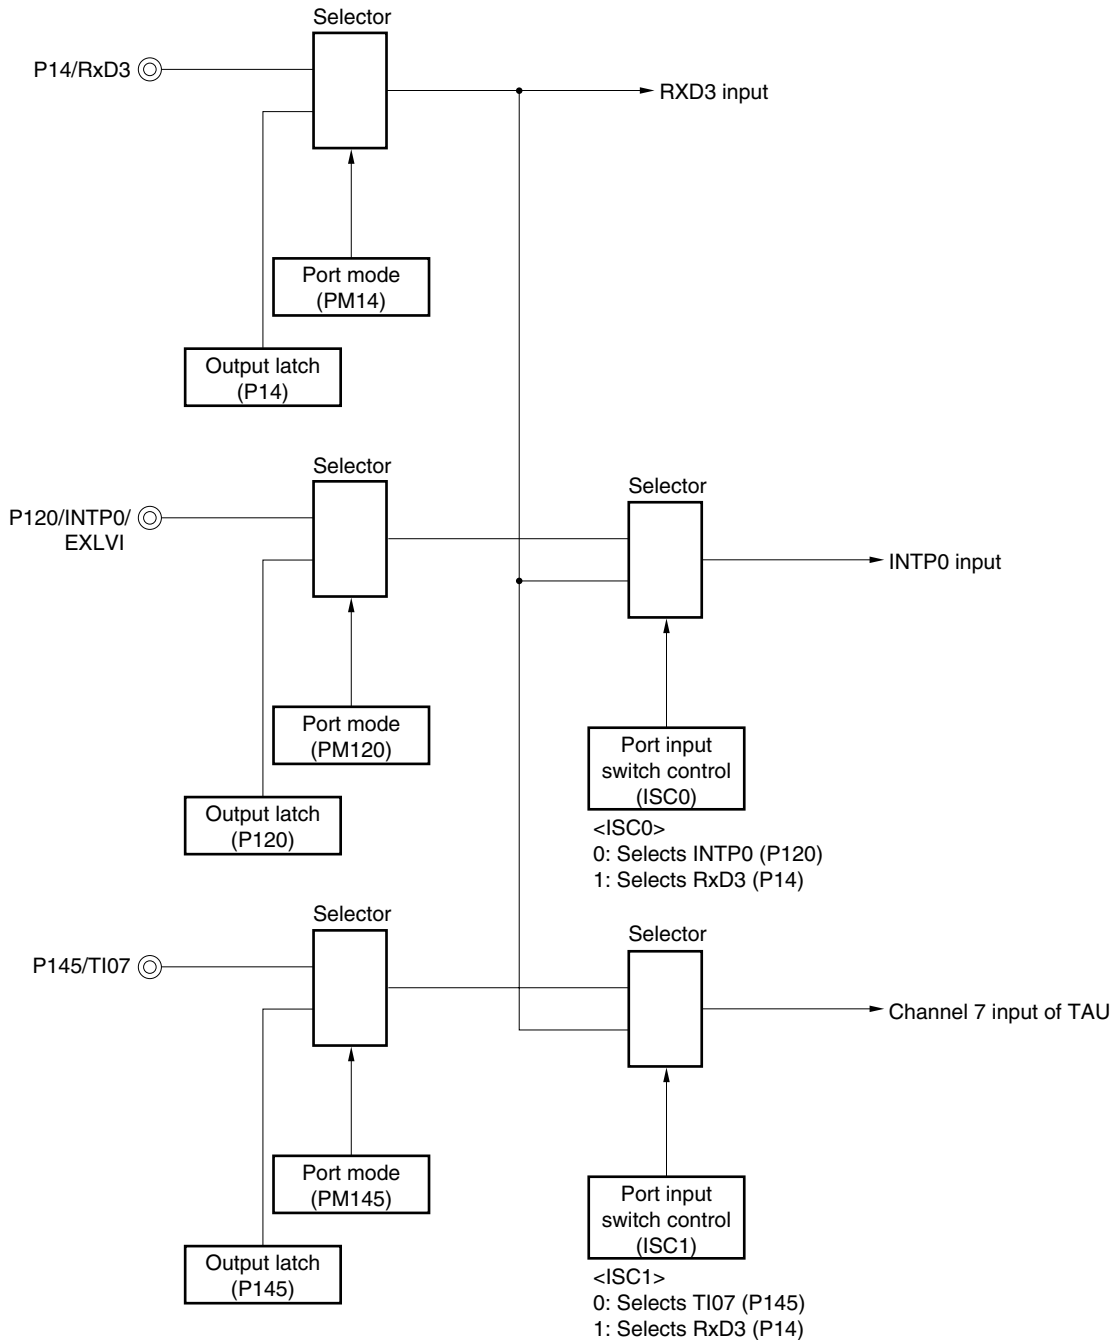 Selector
P14/RxD3
RXD3 input
Port mode
(PM14)
Output latch
(P14)
Selector
P120/INTP0/
EXLVI
Selector
INTP0 input
Port mode
(PM120)
Port input
switch control
(ISC0)
Output latch
(P120)
<ISC0>
0: Selects INTP0 (P120)
1: Selects RxD3 (P14)
Selector
P145/TI07
Selector
Channel 7 input of TAU
Port mode
(PM145)
Port input
switch control
(ISC1)
Output latch
(P145)
<ISC1>
0: Selects TI07 (P145)
1: Selects RxD3 (P14)